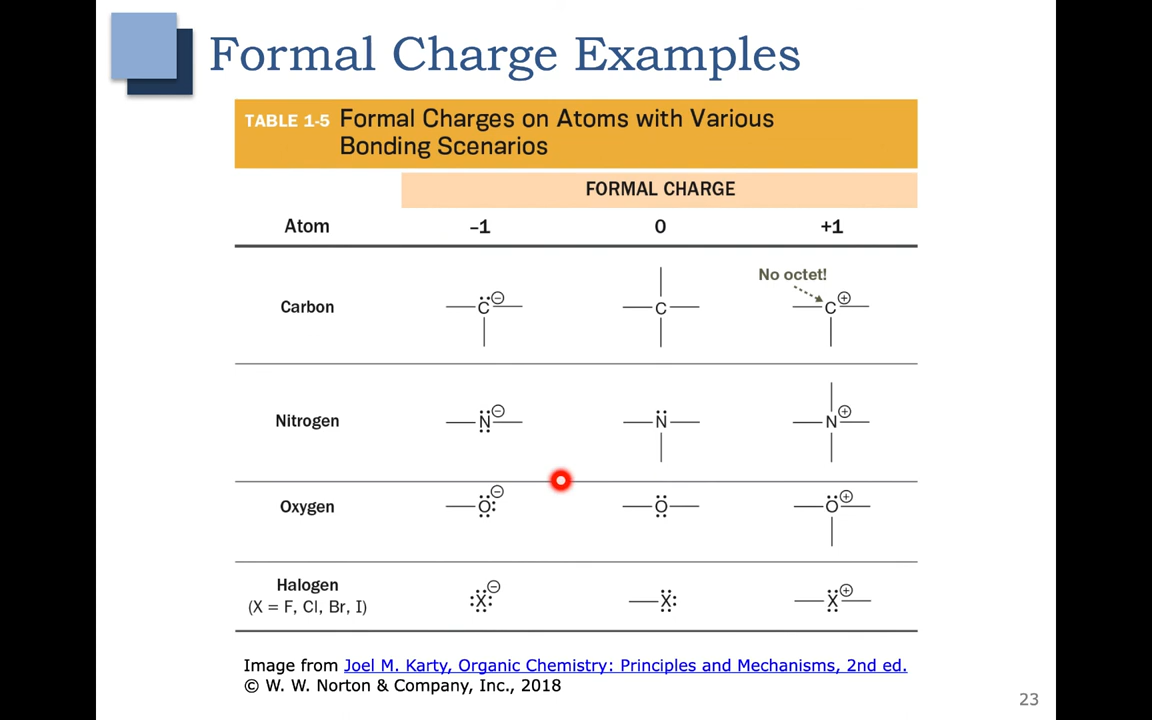 Formal Charge Examples
TABLE 1-5 Formal Charges on Atoms with Various
Bonding Scenarios
FORMAL CHARGE
Atom –1 0 +1
No octet!
Carbon C⊖ C C⊕
Nitrogen N⊖ N N⊕
Oxygen O⊖ O O⊕
Halogen
(X = F, Cl, Br, I) X⊖ X X⊕
Image from Joel M. Karty, Organic Chemistry: Principles and Mechanisms, 2nd ed.
© W. W. Norton & Company, Inc., 2018
23